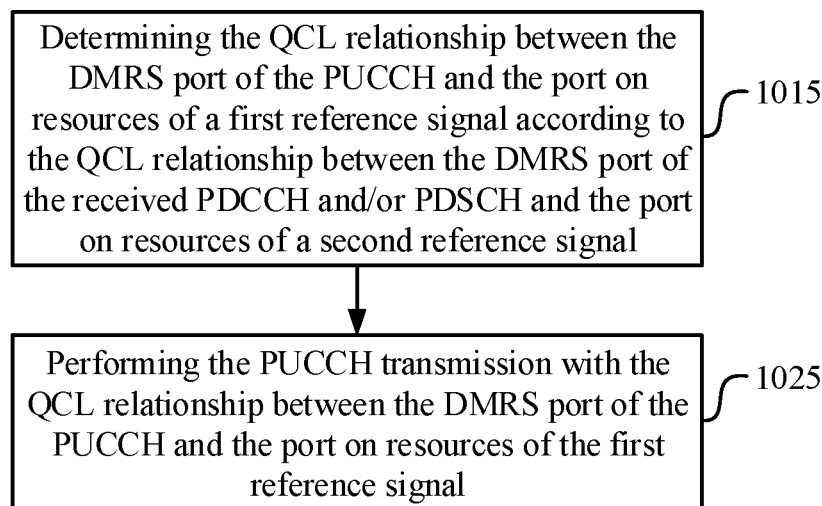 Determining the QCL relationship between the
DMRS port of the PUCCH and the port on
resources of a first reference signal according to
the QCL relationship between the DMRS port of
the received PDCCH and/or PDSCH and the port
on resources of a second reference signal
1015
Performing the PUCCH transmission with the
QCL relationship between the DMRS port of the
PUCCH and the port on resources of the first
reference signal
1025